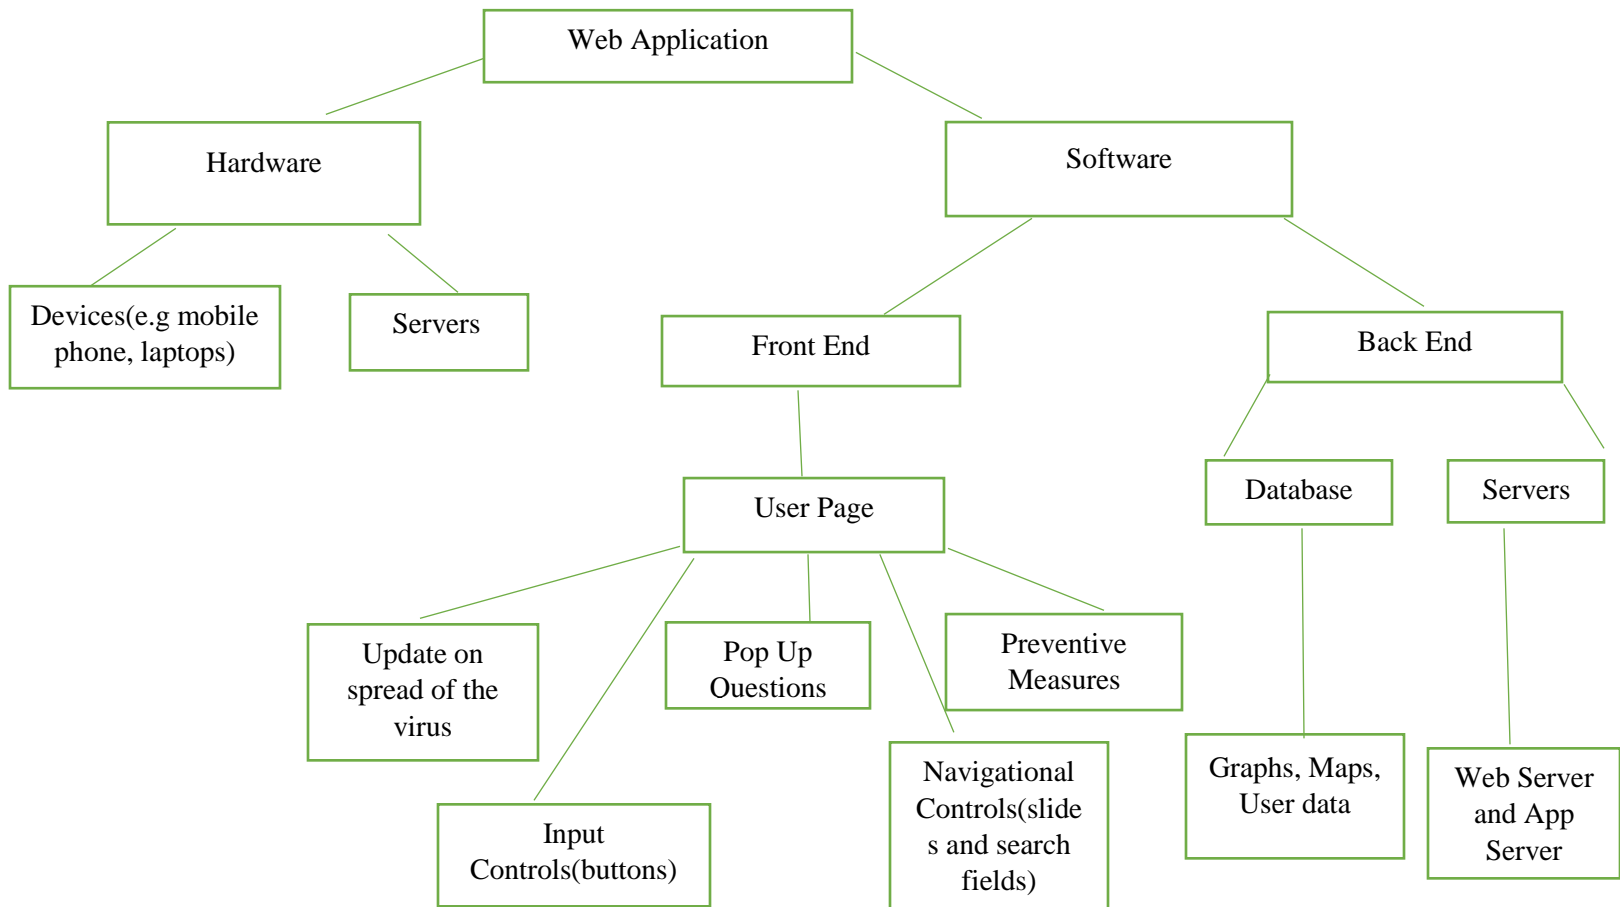 Web Application
Hardware
Software
Devices(e.g mobile
phone, laptops)
Servers
Front End
Back End
User Page
Database
Servers
Update on
spread of the
virus
Pop Up
Questions
Preventive
Measures
Input
Controls(buttons)
Navigational
Controls(slide
s and search
fields)
Graphs, Maps,
User data
Web Server
and App
Server